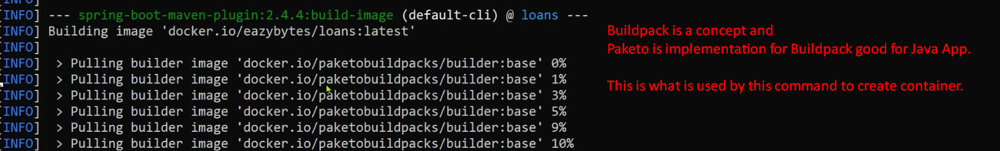 [INFO]
[INFO] --- spring-boot-maven-plugin:2.4.4:build-image (default-cli) @ loans ---
[INFO] Building image 'docker.io/eazybytes/loans:latest'
[INFO]
[INFO]  > Pulling builder image 'docker.io/paketobuildpacks/builder:base' 0%
[INFO]  > Pulling builder image 'docker.io/paketobuildpacks/builder:base' 1%
[INFO]  > Pulling builder image 'docker.io/paketobuildpacks/builder:base' 3%
[INFO]  > Pulling builder image 'docker.io/paketobuildpacks/builder:base' 5%
[INFO]  > Pulling builder image 'docker.io/paketobuildpacks/builder:base' 9%
[INFO]  > Pulling builder image 'docker.io/paketobuildpacks/builder:base' 10%
Buildpack is a concept and
Paketo is implementation for Buildpack good for Java App.
This is what is used by this command to create container.